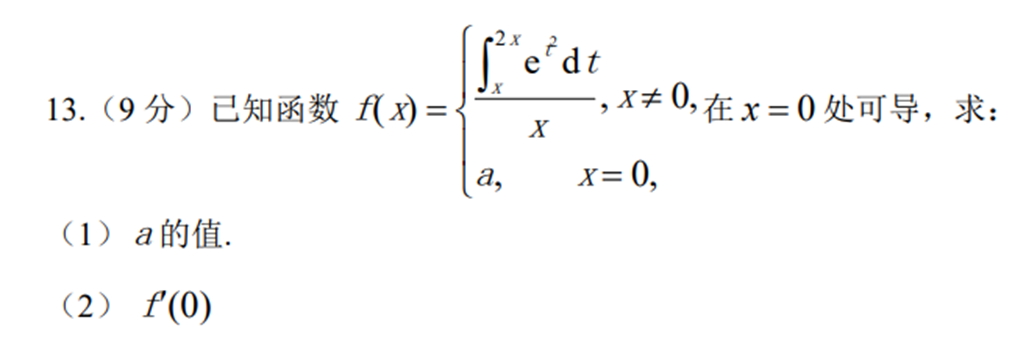 13.（9 分）已知函数 f(x) = { ∫ₓ²ˣ e^{t²} dt / x , x ≠ 0, 在 x = 0 处可导，求：
a, x = 0,
（1） a 的值.
（2） f′(0)